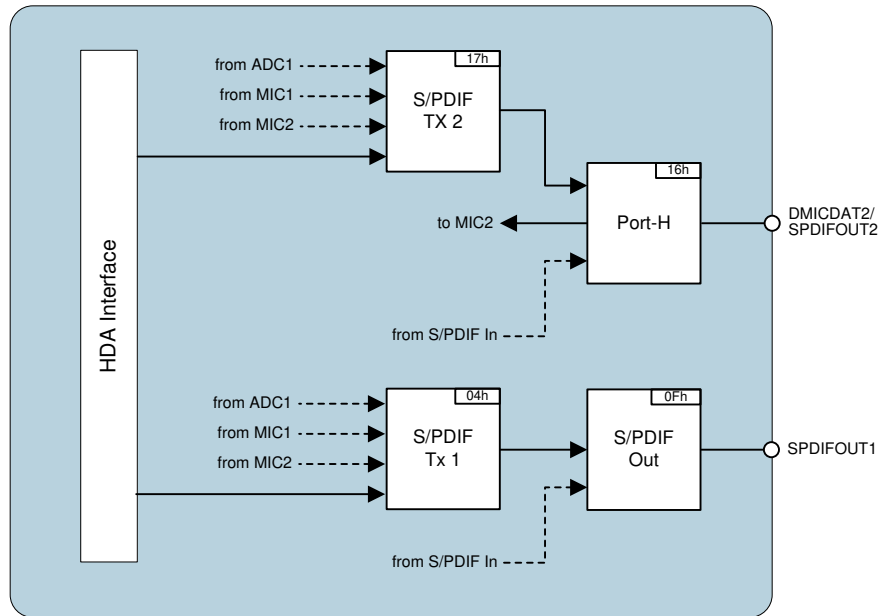 HDA Interface
from ADC1
from MIC1
from MIC2
17h
S/PDIF
TX 2
16h
Port-H
to MIC2
from S/PDIF In
DMICDAT2/
SPDIFOUT2
from ADC1
from MIC1
from MIC2
04h
S/PDIF
Tx 1
0Fh
S/PDIF
Out
from S/PDIF In
SPDIFOUT1